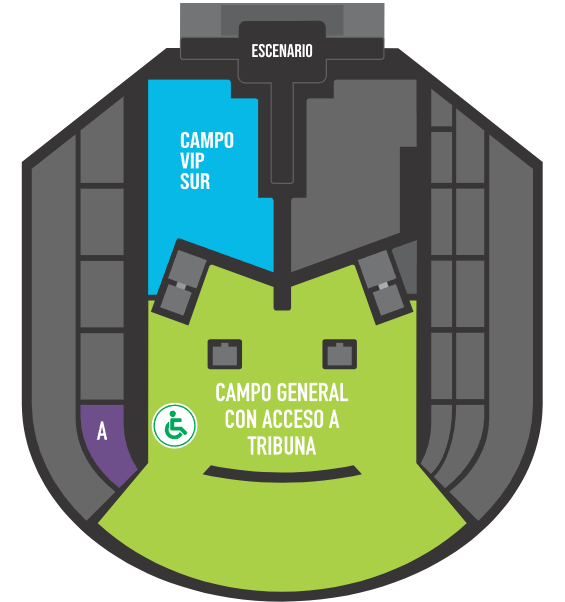 ESCENARIO
CAMPO
VIP
SUR
CAMPO GENERAL
CON ACCESO A
TRIBUNA
A